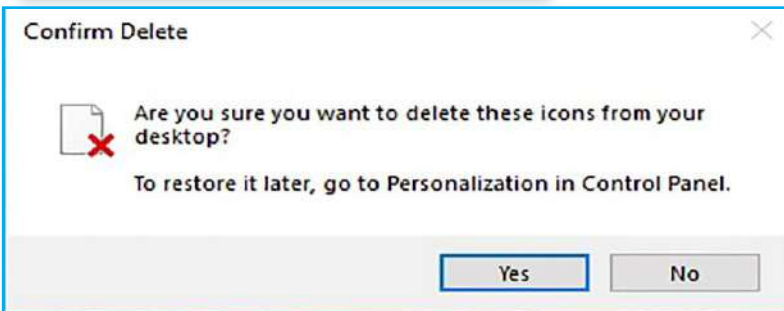 Confirm Delete
Are you sure you want to delete these icons from your
desktop?
To restore it later, go to Personalization in Control Panel.
Yes
No